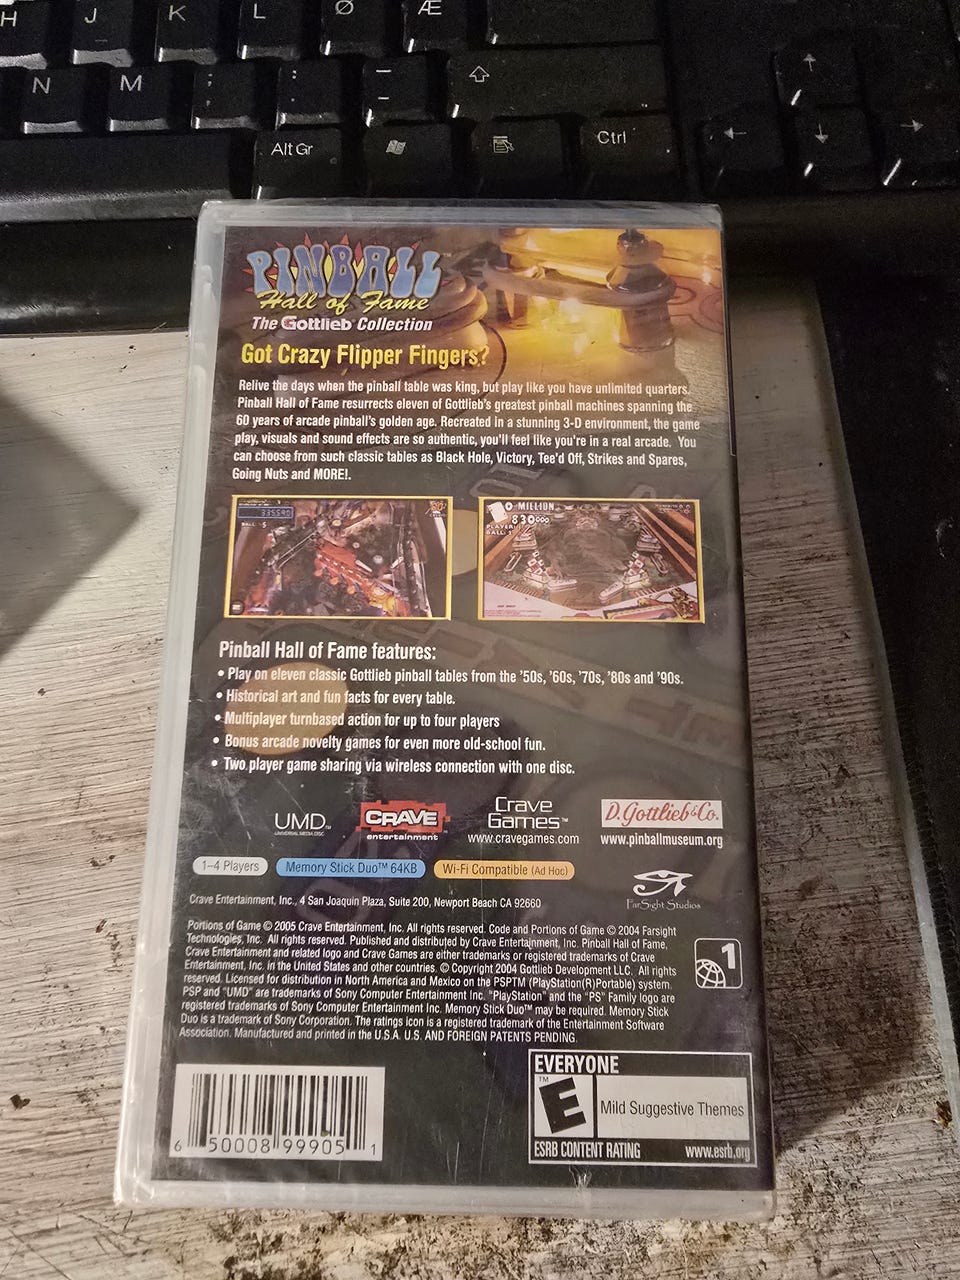 H J K L Ø Æ
N M ; : —
, . -
Alt Gr Ctrl
PINBALL™
Hall of Fame
The Gottlieb Collection
Got Crazy Flipper Fingers?
Relive the days when the pinball table was king, but play like you have unlimited quarters.
Pinball Hall of Fame resurrects eleven of Gottlieb's greatest pinball machines spanning the
60 years of arcade pinball's golden age. Recreated in a stunning 3-D environment, the game
play, visuals and sound effects are so authentic, you'll feel like you're in a real arcade. You
can choose from such classic tables as Black Hole, Victory, Tee'd Off, Strikes and Spares,
Going Nuts and MORE!.
335590
BALL 5
0 MILLION
830000
PLAYER 1
BALL: 1
Pinball Hall of Fame features:
• Play on eleven classic Gottlieb pinball tables from the '50s, '60s, '70s, '80s and '90s.
• Historical art and fun facts for every table.
• Multiplayer turnbased action for up to four players
• Bonus arcade novelty games for even more old-school fun.
• Two player game sharing via wireless connection with one disc.
UMD™
UNIVERSAL MEDIA DISC
CRAVE
entertainment
Crave
Games™
www.cravegames.com
D. Gottlieb & Co.
www.pinballmuseum.org
1–4 Players
Memory Stick Duo™ 64KB
Wi-Fi Compatible (Ad Hoc)
FarSight Studios
Crave Entertainment, Inc., 4 San Joaquin Plaza, Suite 200, Newport Beach CA 92660
Portions of Game © 2005 Crave Entertainment, Inc. All rights reserved. Code and Portions of Game © 2004 Farsight
Technologies, Inc. All rights reserved. Published and distributed by Crave Entertainment, Inc. Pinball Hall of Fame,
Crave Entertainment and related logo and Crave Games are either trademarks or registered trademarks of Crave
Entertainment, Inc. in the United States and other countries. © Copyright 2004 Gottlieb Development LLC. All rights
reserved. Licensed for distribution in North America and Mexico on the PSPTM (PlayStation(R)Portable) system.
PSP and "UMD" are trademarks of Sony Computer Entertainment Inc. "PlayStation" and the "PS" Family logo are
registered trademarks of Sony Computer Entertainment Inc. Memory Stick Duo™ may be required. Memory Stick
Duo is a trademark of Sony Corporation. The ratings icon is a registered trademark of the Entertainment Software
Association. Manufactured and printed in the U.S.A. U.S. AND FOREIGN PATENTS PENDING.
1
6 50008 99905 1
EVERYONE
™
E
Mild Suggestive Themes
ESRB CONTENT RATING www.esrb.org